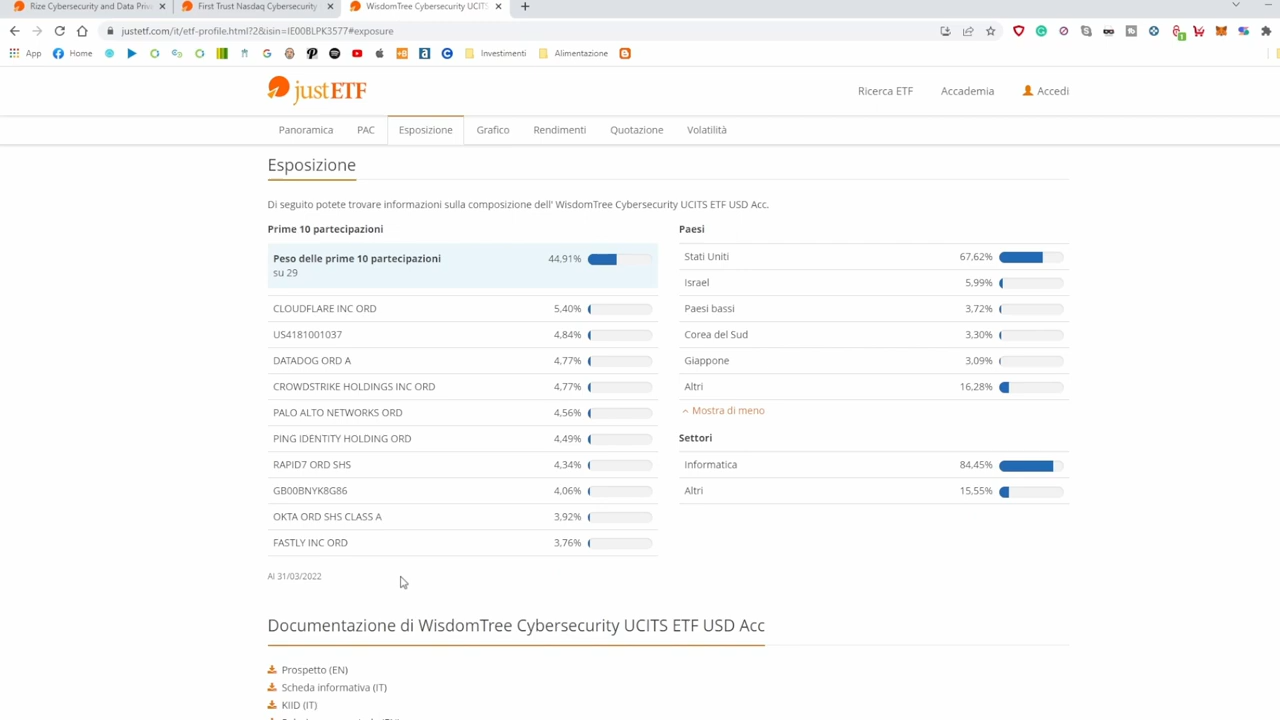 Rize Cybersecurity and Data Priva
First Trust Nasdaq Cybersecurity
WisdomTree Cybersecurity UCITS
justetf.com/it/etf-profile.html?2&isin=IE00BLPK3577#exposure
App
Home
Investimenti
Alimentazione
justETF
Ricerca ETF
Accademia
Accedi
Panoramica
PAC
Esposizione
Grafico
Rendimenti
Quotazione
Volatilità
Esposizione
Di seguito potete trovare informazioni sulla composizione dell' WisdomTree Cybersecurity UCITS ETF USD Acc.
Prime 10 partecipazioni
Peso delle prime 10 partecipazioni 44,91%
su 29
CLOUDFLARE INC ORD 5,40%
US4181001037 4,84%
DATADOG ORD A 4,77%
CROWDSTRIKE HOLDINGS INC ORD 4,77%
PALO ALTO NETWORKS ORD 4,56%
PING IDENTITY HOLDING ORD 4,49%
RAPID7 ORD SHS 4,34%
GB00BNYK8G86 4,06%
OKTA ORD SHS CLASS A 3,92%
FASTLY INC ORD 3,76%
Al 31/03/2022
Paesi
Stati Uniti 67,62%
Israel 5,99%
Paesi bassi 3,72%
Corea del Sud 3,30%
Giappone 3,09%
Altri 16,28%
Mostra di meno
Settori
Informatica 84,45%
Altri 15,55%
Documentazione di WisdomTree Cybersecurity UCITS ETF USD Acc
Prospetto (EN)
Scheda informativa (IT)
KIID (IT)